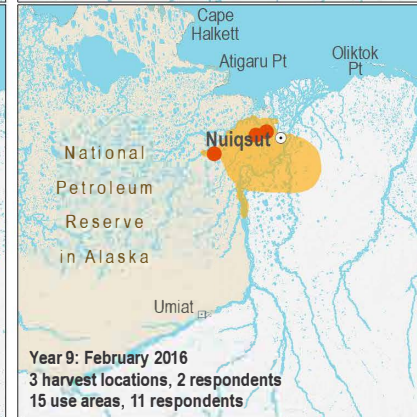 Cape
Halkett
Atigaru Pt
Oliktok
Pt
Nuiqsut
National
Petroleum
Reserve
in Alaska
Umiat
Year 9: February 2016
3 harvest locations, 2 respondents
15 use areas, 11 respondents